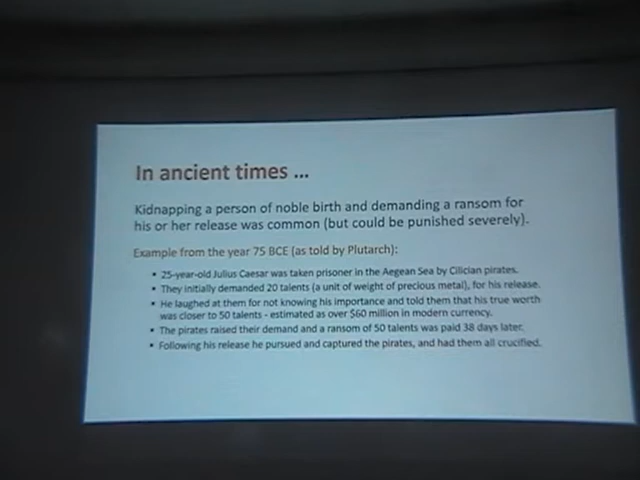 In ancient times ...
Kidnapping a person of noble birth and demanding a ransom for
his or her release was common (but could be punished severely).
Example from the year 75 BCE (as told by Plutarch):
• 25-year-old Julius Caesar was taken prisoner in the Aegean Sea by Cilician pirates.
• They initially demanded 20 talents (a unit of weight of precious metal), for his release.
• He laughed at them for not knowing his importance and told them that his true worth
was closer to 50 talents - estimated as over $60 million in modern currency.
• The pirates raised their demand and a ransom of 50 talents was paid 38 days later.
• Following his release he pursued and captured the pirates, and had them all crucified.